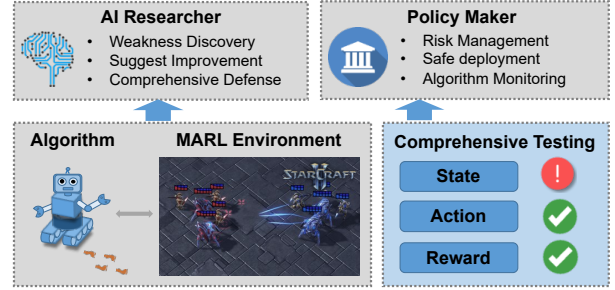 AI Researcher
• Weakness Discovery
• Suggest Improvement
• Comprehensive Defense
Policy Maker
• Risk Management
• Safe deployment
• Algorithm Monitoring
Algorithm
MARL Environment
STARCRAFT
II
Comprehensive Testing
State
!
Action
Reward